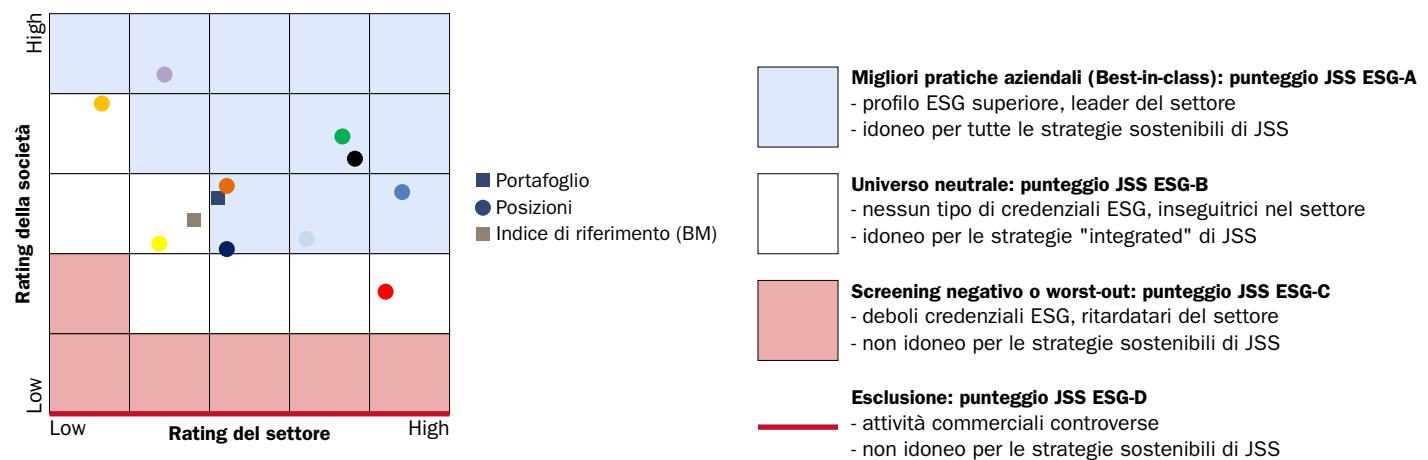 High
Rating della società
Low
Low
Rating del settore
High
Portafoglio
Posizioni
Indice di riferimento (BM)
Migliori pratiche aziendali (Best-in-class): punteggio JSS ESG-A
- profilo ESG superiore, leader del settore
- idoneo per tutte le strategie sostenibili di JSS
Universo neutrale: punteggio JSS ESG-B
- nessun tipo di credenziali ESG, inseguitrici nel settore
- idoneo per le strategie "integrated" di JSS
Screening negativo o worst-out: punteggio JSS ESG-C
- deboli credenziali ESG, ritardatari del settore
- non idoneo per le strategie sostenibili di JSS
Esclusione: punteggio JSS ESG-D
- attività commerciali controverse
- non idoneo per le strategie sostenibili di JSS